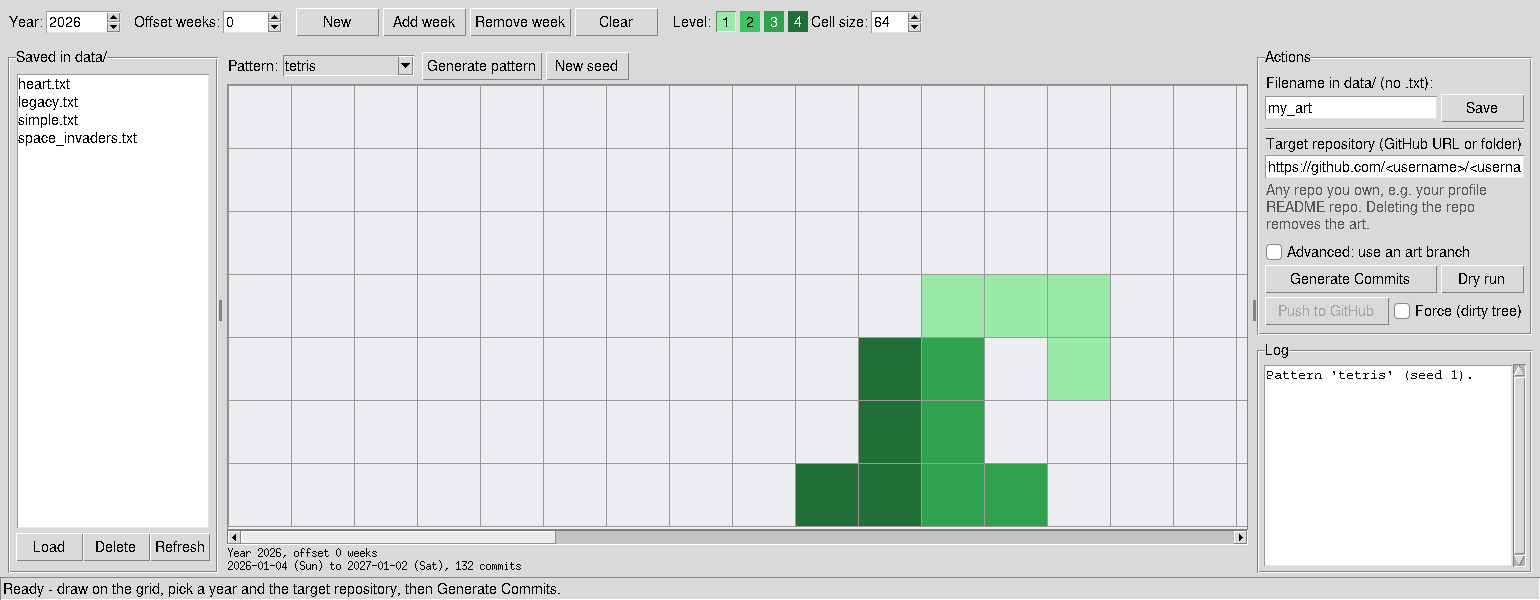 Year: 2026 Offset weeks: 0 New Add week Remove week Clear Level: 1 2 3 4 Cell size: 64
Saved in data/
heart.txt
legacy.txt
simple.txt
space_invaders.txt
Load Delete Refresh
Pattern: tetris Generate pattern New seed
Year 2026, offset 0 weeks
2026-01-04 (Sun) to 2027-01-02 (Sat), 132 commits
Actions
Filename in data/ (no .txt):
my_art Save
Target repository (GitHub URL or folder)
https://github.com/<username>/<userna
Any repo you own, e.g. your profile
README repo. Deleting the repo
removes the art.
Advanced: use an art branch
Generate Commits Dry run
Push to GitHub Force (dirty tree)
Log
Pattern 'tetris' (seed 1).
Ready - draw on the grid, pick a year and the target repository, then Generate Commits.